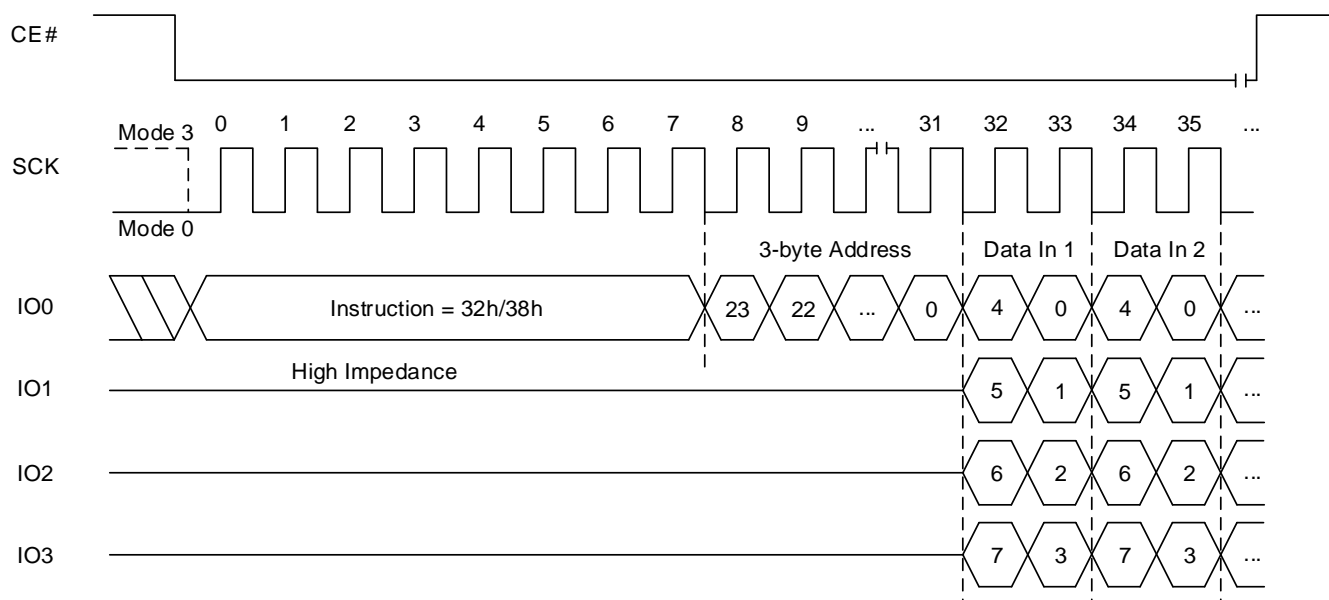 CE#
Mode 3 0 1 2 3 4 5 6 7 8 9 ... 31 32 33 34 35 ...
SCK
Mode 0
3-byte Address Data In 1 Data In 2
IO0 Instruction = 32h/38h 23 22 ... 0 4 0 4 0 ...
High Impedance
IO1 5 1 5 1 ...
IO2 6 2 6 2 ...
IO3 7 3 7 3 ...